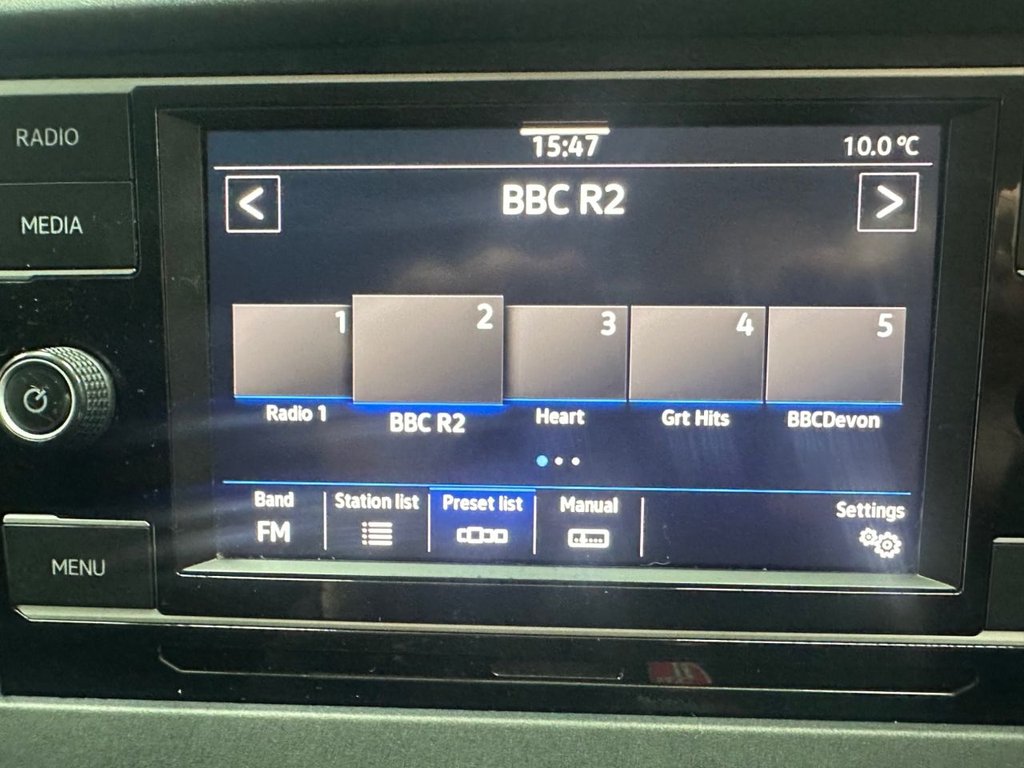 RADIO
MEDIA
MENU
15:47
10.0 °C
<
BBC R2
>
1
2
3
4
5
Radio 1
BBC R2
Heart
Grt Hits
BBCDevon
Band
FM
Station list
Preset list
Manual
Settings